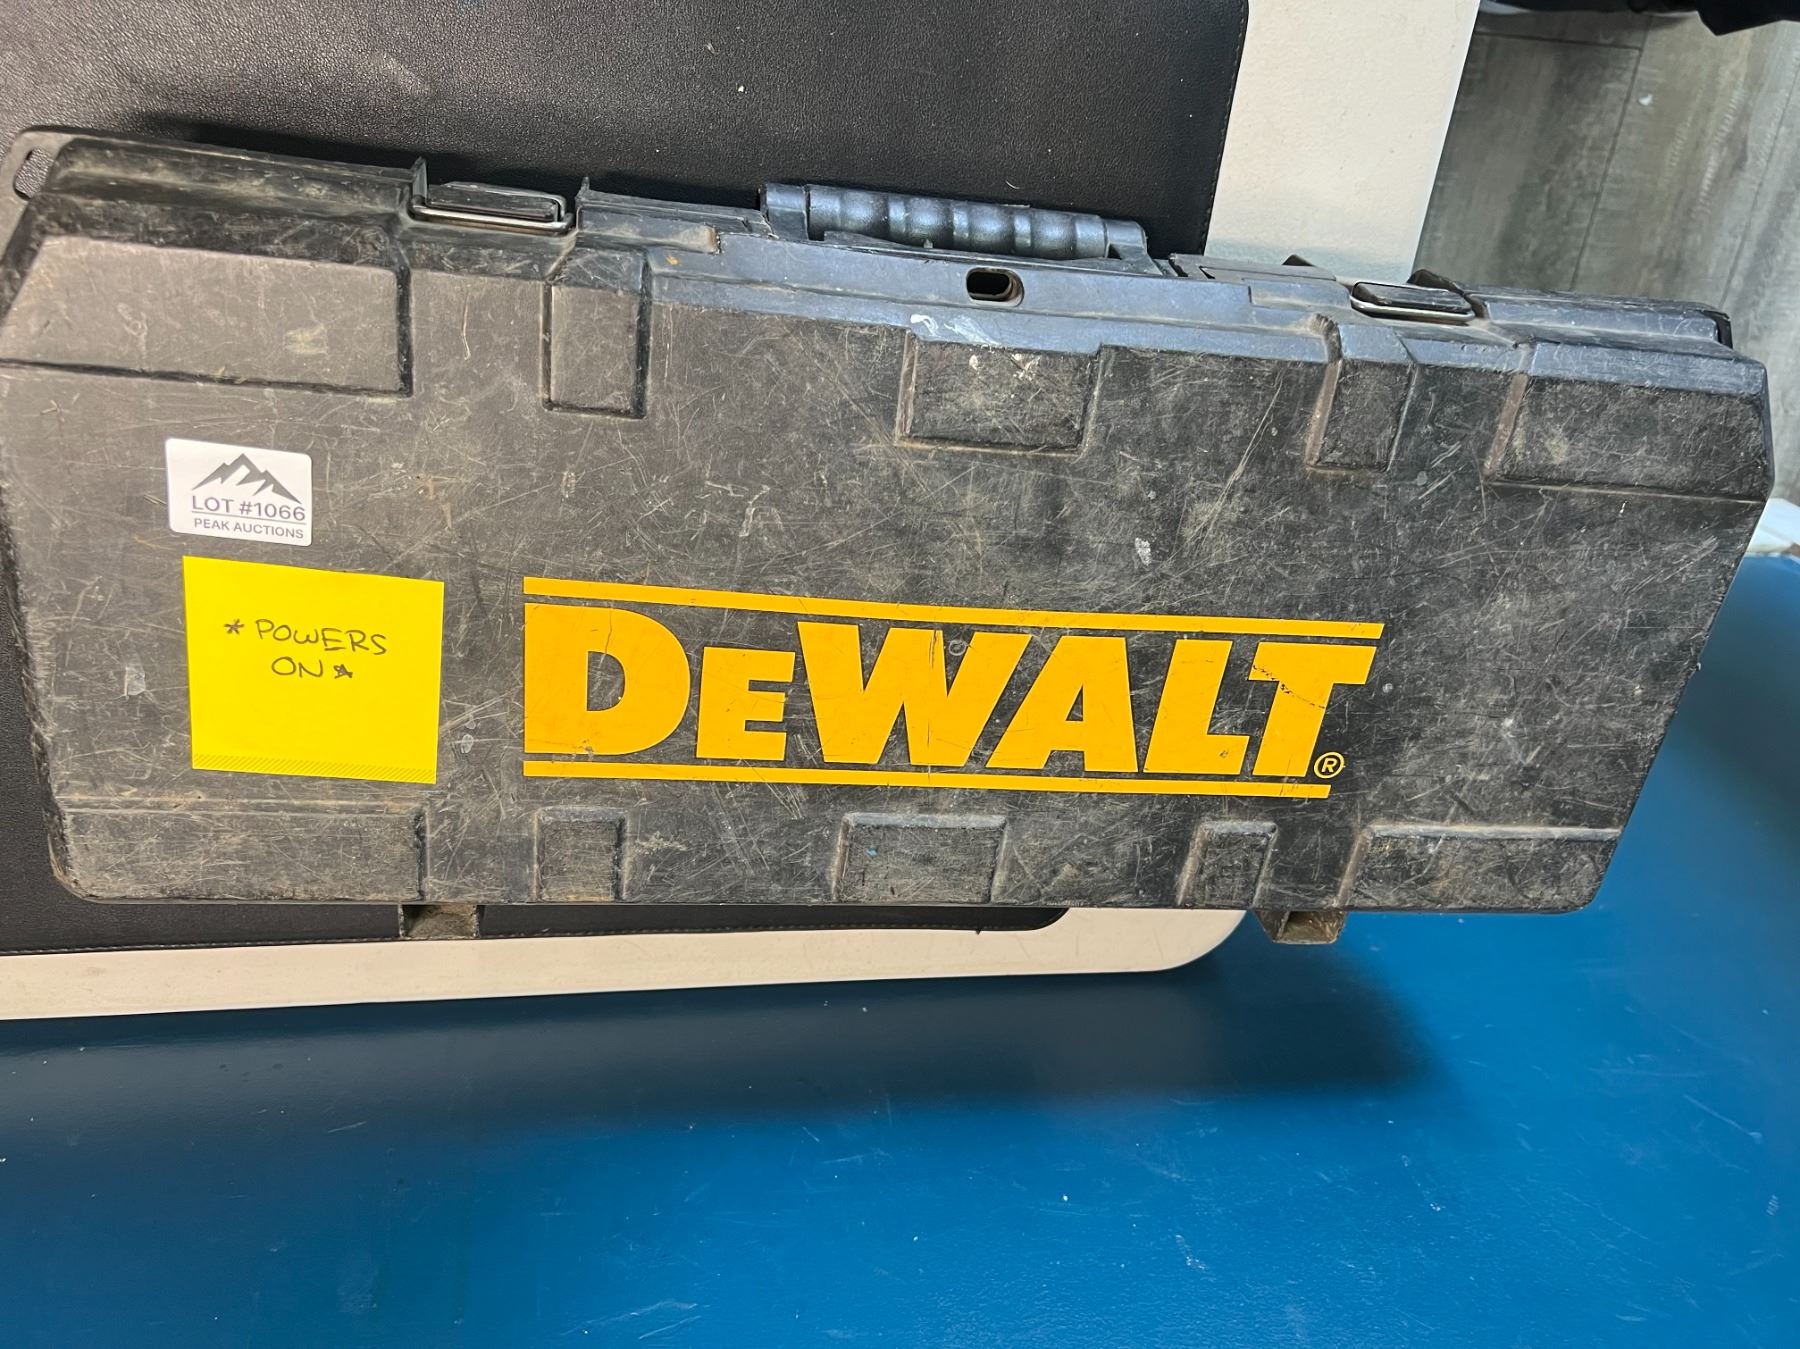 LOT #1066
PEAK AUCTIONS
* POWERS
ON *
DEWALT®